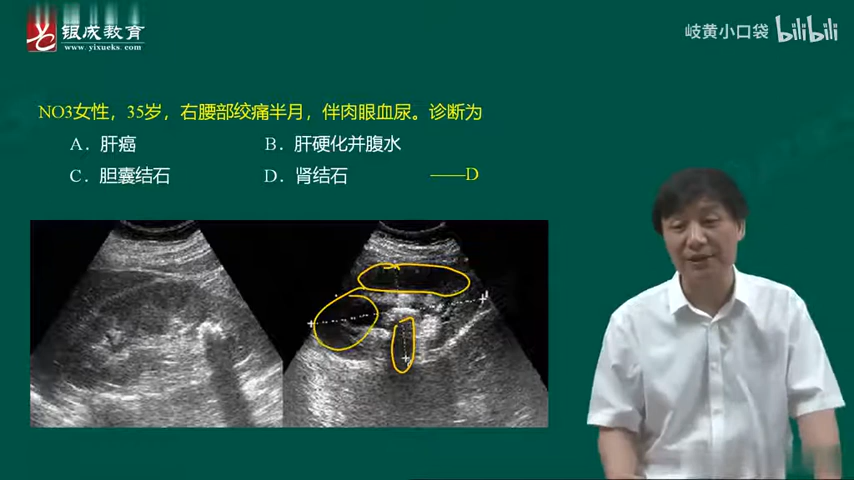 银成教育
www.yixueks.com
岐黄小口袋 bilibili
NO3女性，35岁，右腰部绞痛半月，伴肉眼血尿。诊断为
A．肝癌 B．肝硬化并腹水
C．胆囊结石 D．肾结石 ——D